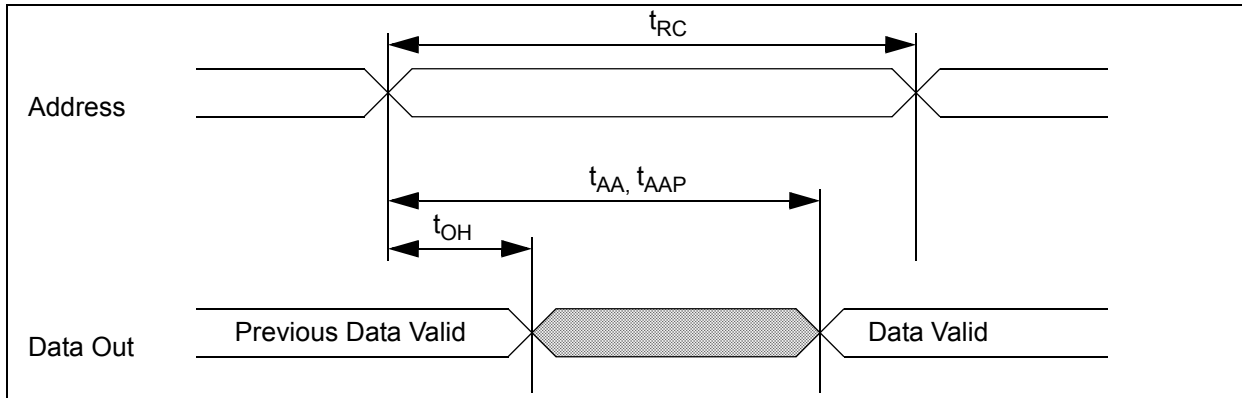 tRC
Address
tAA, tAAP
tOH
Previous Data Valid
Data Valid
Data Out